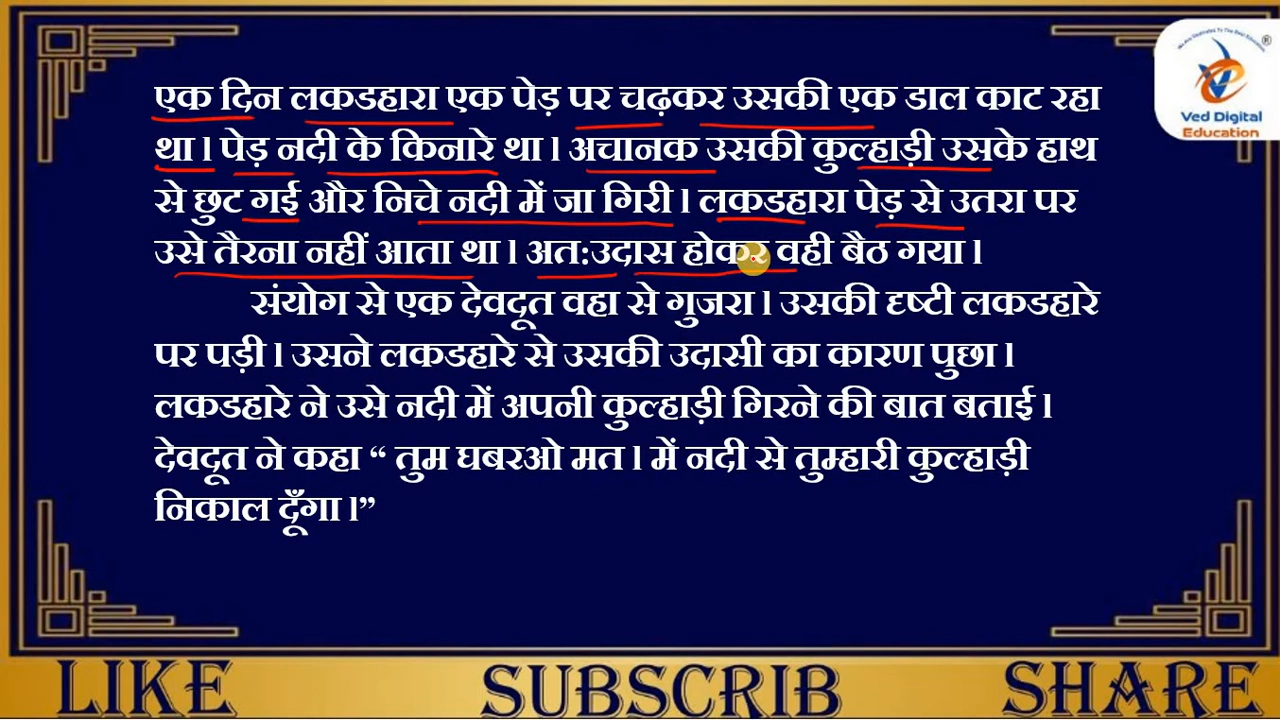 एक दिन लकडहारा एक पेड़ पर चढ़कर उसकी एक डाल काट रहा
था । पेड़ नदी के किनारे था । अचानक उसकी कुल्हाड़ी उसके हाथ
से छुट गई और निचे नदी में जा गिरी । लकडहारा पेड़ से उतरा पर
उसे तैरना नहीं आता था । अत:उदास होकर वही बैठ गया ।
संयोग से एक देवदूत वहा से गुजरा । उसकी दृष्टी लकडहारे
पर पड़ी । उसने लकडहारे से उसकी उदासी का कारण पुछा ।
लकडहारे ने उसे नदी में अपनी कुल्हाड़ी गिरने की बात बताई ।
देवदूत ने कहा “ तुम घबरओ मत । में नदी से तुम्हारी कुल्हाड़ी
निकाल दूँगा ।”
Ved Digital
Education
®
LIKE SUBSCRIB SHARE